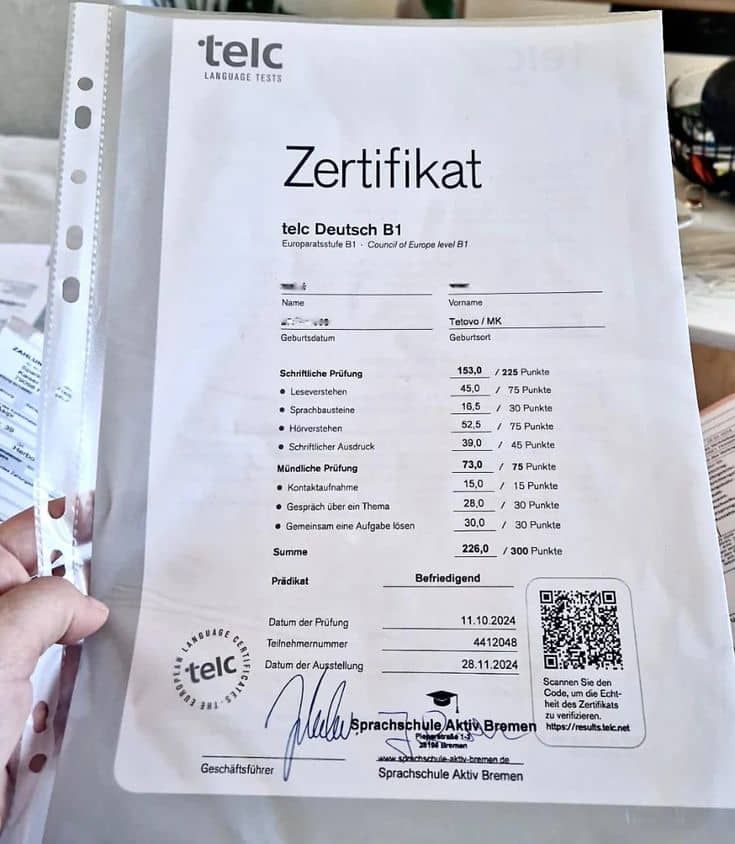 telc
LANGUAGE TESTS
Zertifikat
telc Deutsch B1
Europaratsstufe B1 · Council of Europe level B1
Name Vorname
Tetovo / MK
Geburtsdatum Geburtsort
Schriftliche Prüfung 153,0 / 225 Punkte
• Leseverstehen 45,0 / 75 Punkte
• Sprachbausteine 16,5 / 30 Punkte
• Hörverstehen 52,5 / 75 Punkte
• Schriftlicher Ausdruck 39,0 / 45 Punkte
Mündliche Prüfung 73,0 / 75 Punkte
• Kontaktaufnahme 15,0 / 15 Punkte
• Gespräch über ein Thema 28,0 / 30 Punkte
• Gemeinsam eine Aufgabe lösen 30,0 / 30 Punkte
Summe 226,0 / 300 Punkte
Prädikat Befriedigend
Datum der Prüfung 11.10.2024
Teilnehmernummer 4412048
Datum der Ausstellung 28.11.2024
THE EUROPEAN LANGUAGE CERTIFICATES.
telc
Scannen Sie den
Code, um die Echt-
heit des Zertifikats
zu verifizieren.
https://results.telc.net
Sprachschule Aktiv Bremen
28195 Bremen
www.sprachschule-aktiv-bremen.de
Geschäftsführer Sprachschule Aktiv Bremen